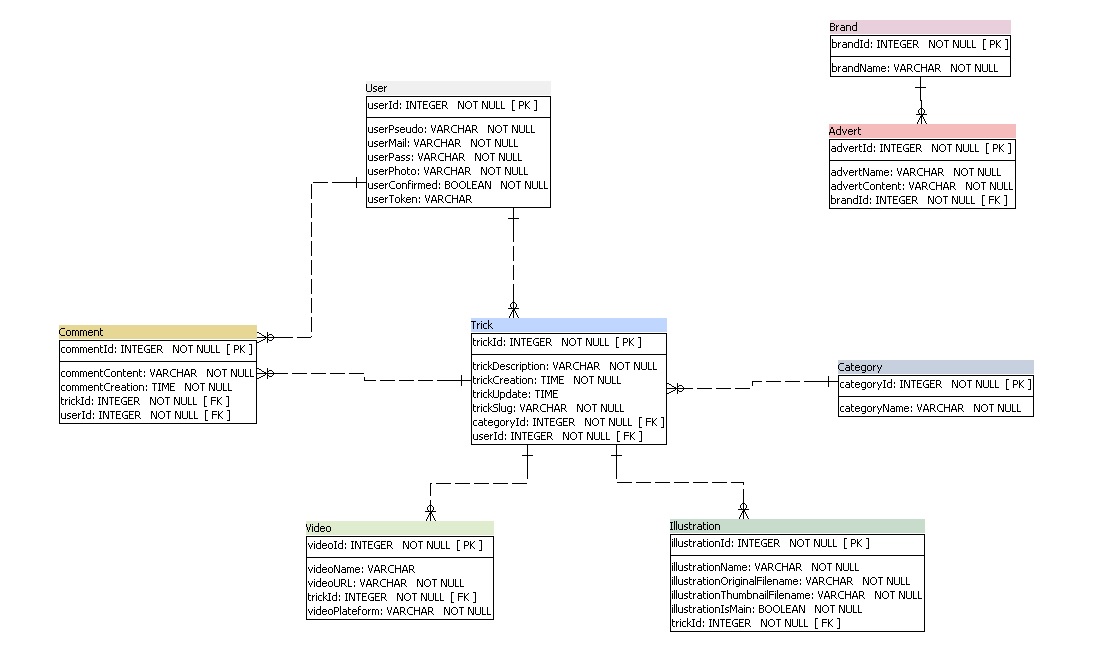 Brand
brandId: INTEGER NOT NULL [ PK ]
brandName: VARCHAR NOT NULL
User
userId: INTEGER NOT NULL [ PK ]
userPseudo: VARCHAR NOT NULL
userMail: VARCHAR NOT NULL
userPass: VARCHAR NOT NULL
userPhoto: VARCHAR NOT NULL
userConfirmed: BOOLEAN NOT NULL
userToken: VARCHAR
Advert
advertId: INTEGER NOT NULL [ PK ]
advertName: VARCHAR NOT NULL
advertContent: VARCHAR NOT NULL
brandId: INTEGER NOT NULL [ FK ]
Comment
commentId: INTEGER NOT NULL [ PK ]
commentContent: VARCHAR NOT NULL
commentCreation: TIME NOT NULL
trickId: INTEGER NOT NULL [ FK ]
userId: INTEGER NOT NULL [ FK ]
Trick
trickId: INTEGER NOT NULL [ PK ]
trickDescription: VARCHAR NOT NULL
trickCreation: TIME NOT NULL
trickUpdate: TIME
trickSlug: VARCHAR NOT NULL
categoryId: INTEGER NOT NULL [ FK ]
userId: INTEGER NOT NULL [ FK ]
Category
categoryId: INTEGER NOT NULL [ PK ]
categoryName: VARCHAR NOT NULL
Video
videoId: INTEGER NOT NULL [ PK ]
videoName: VARCHAR
videoURL: VARCHAR NOT NULL
trickId: INTEGER NOT NULL [ FK ]
videoPlateform: VARCHAR NOT NULL
Illustration
illustrationId: INTEGER NOT NULL [ PK ]
illustrationName: VARCHAR NOT NULL
illustrationOriginalFilename: VARCHAR NOT NULL
illustrationThumbnailFilename: VARCHAR NOT NULL
illustrationIsMain: BOOLEAN NOT NULL
trickId: INTEGER NOT NULL [ FK ]